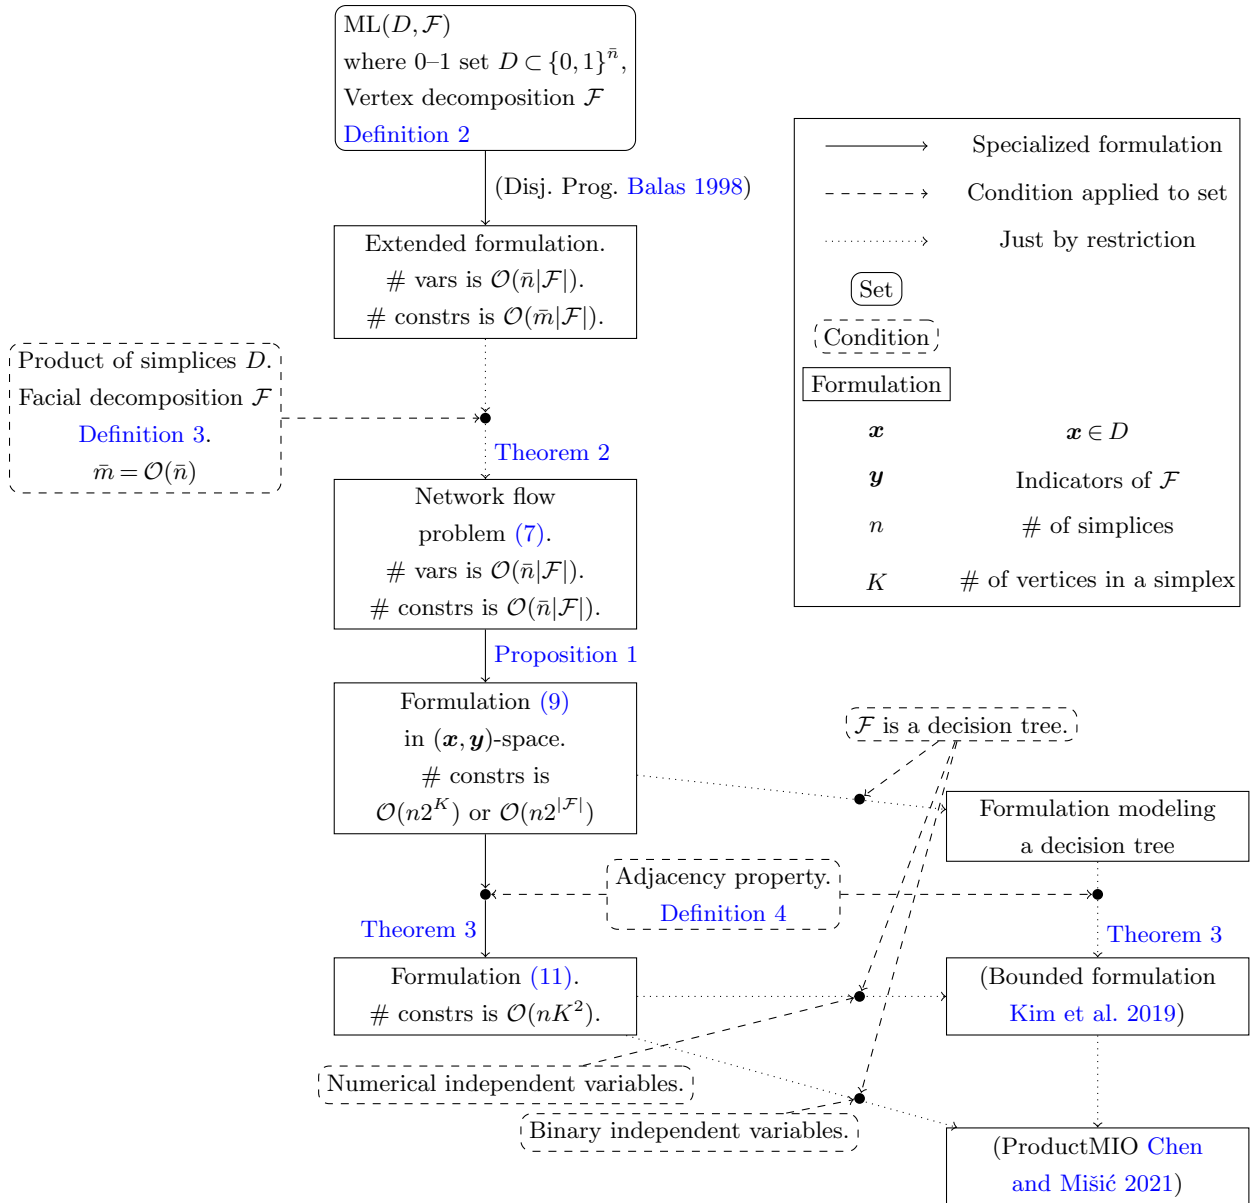 ML(D, ℱ)
where 0–1 set D ⊂ {0, 1}^n̄,
Vertex decomposition ℱ
Definition 2
(Disj. Prog. Balas 1998)
Extended formulation.
# vars is 𝒪(n̄|ℱ|).
# constrs is 𝒪(m̄|ℱ|).
Product of simplices D.
Facial decomposition ℱ
Definition 3.
m̄ = 𝒪(n̄)
Theorem 2
Network flow
problem (7).
# vars is 𝒪(n̄|ℱ|).
# constrs is 𝒪(n̄|ℱ|).
Proposition 1
Formulation (9)
in (𝒙, 𝒚)-space.
# constrs is
𝒪(n2^K) or 𝒪(n2^|ℱ|)
Specialized formulation
Condition applied to set
Just by restriction
Set
Condition
Formulation
𝒙 𝒙 ∈ D
𝒚 Indicators of ℱ
n # of simplices
K # of vertices in a simplex
ℱ is a decision tree.
Formulation modeling
a decision tree
Adjacency property.
Definition 4
Theorem 3
Theorem 3
Formulation (11).
# constrs is 𝒪(nK^2).
(Bounded formulation
Kim et al. 2019)
Numerical independent variables.
Binary independent variables.
(ProductMIO Chen
and Mišić 2021)